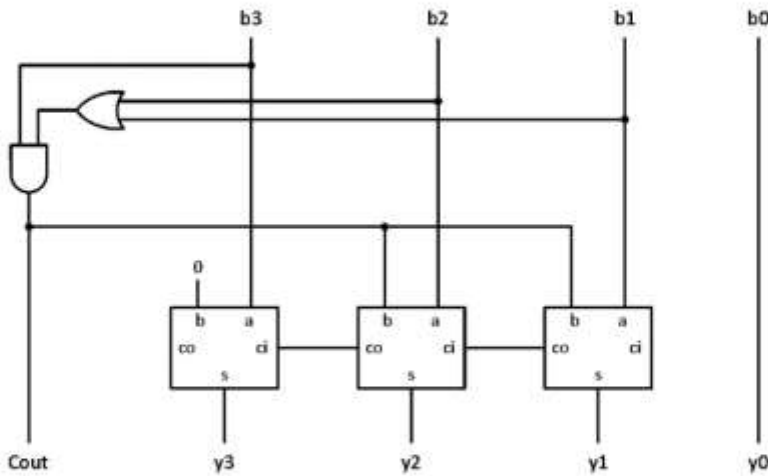 b3 b2 b1 b0
0
b a b a b a
co ci co ci co ci
s s s
Cout y3 y2 y1 y0